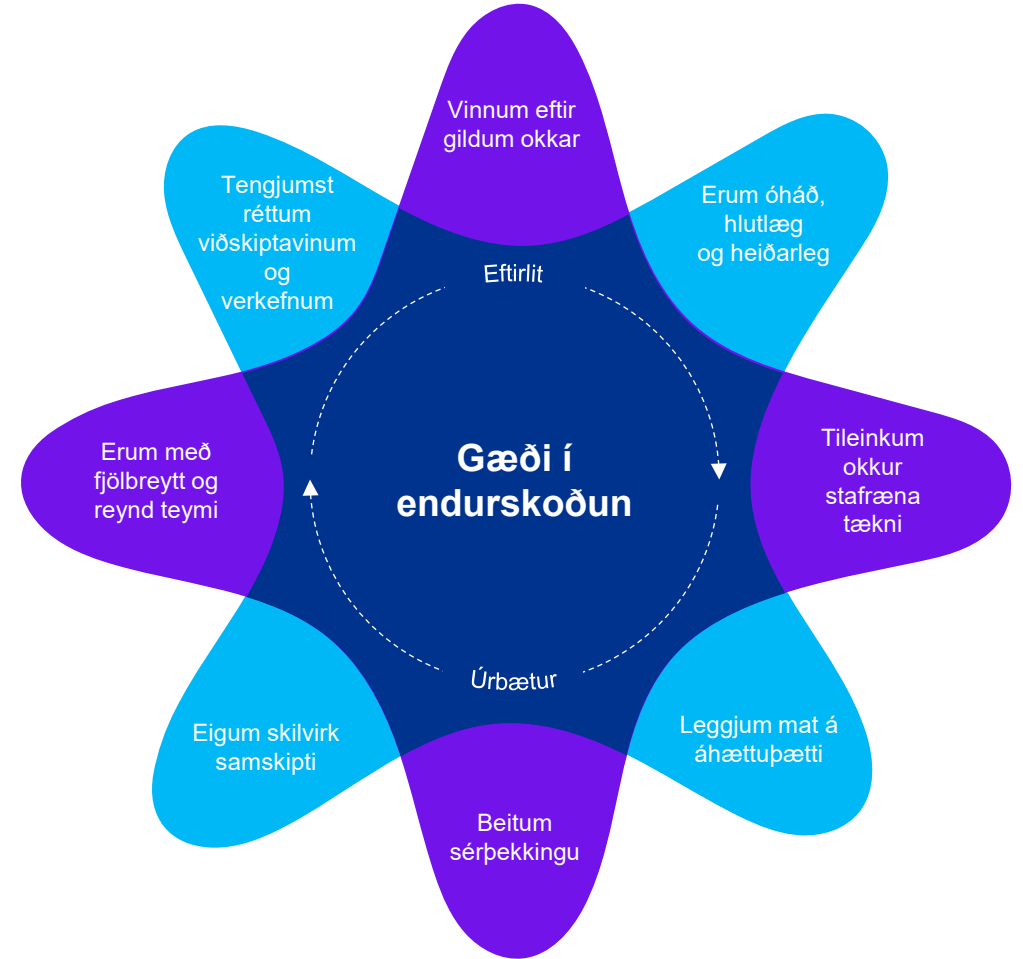 Vinnum eftir
gildum okkar
Erum óháð,
hlutlæg
og heiðarleg
Tileinkum
okkur
stafræna
tækni
Leggjum mat á
áhættuþætti
Beitum
sérþekkingu
Eigum skilvirk
samskipti
Erum með
fjölbreytt og
reynd teymi
Tengjumst
réttum
viðskiptavinum
og
verkefnum
Eftirlit
Gæði í
endurskoðun
Úrbætur